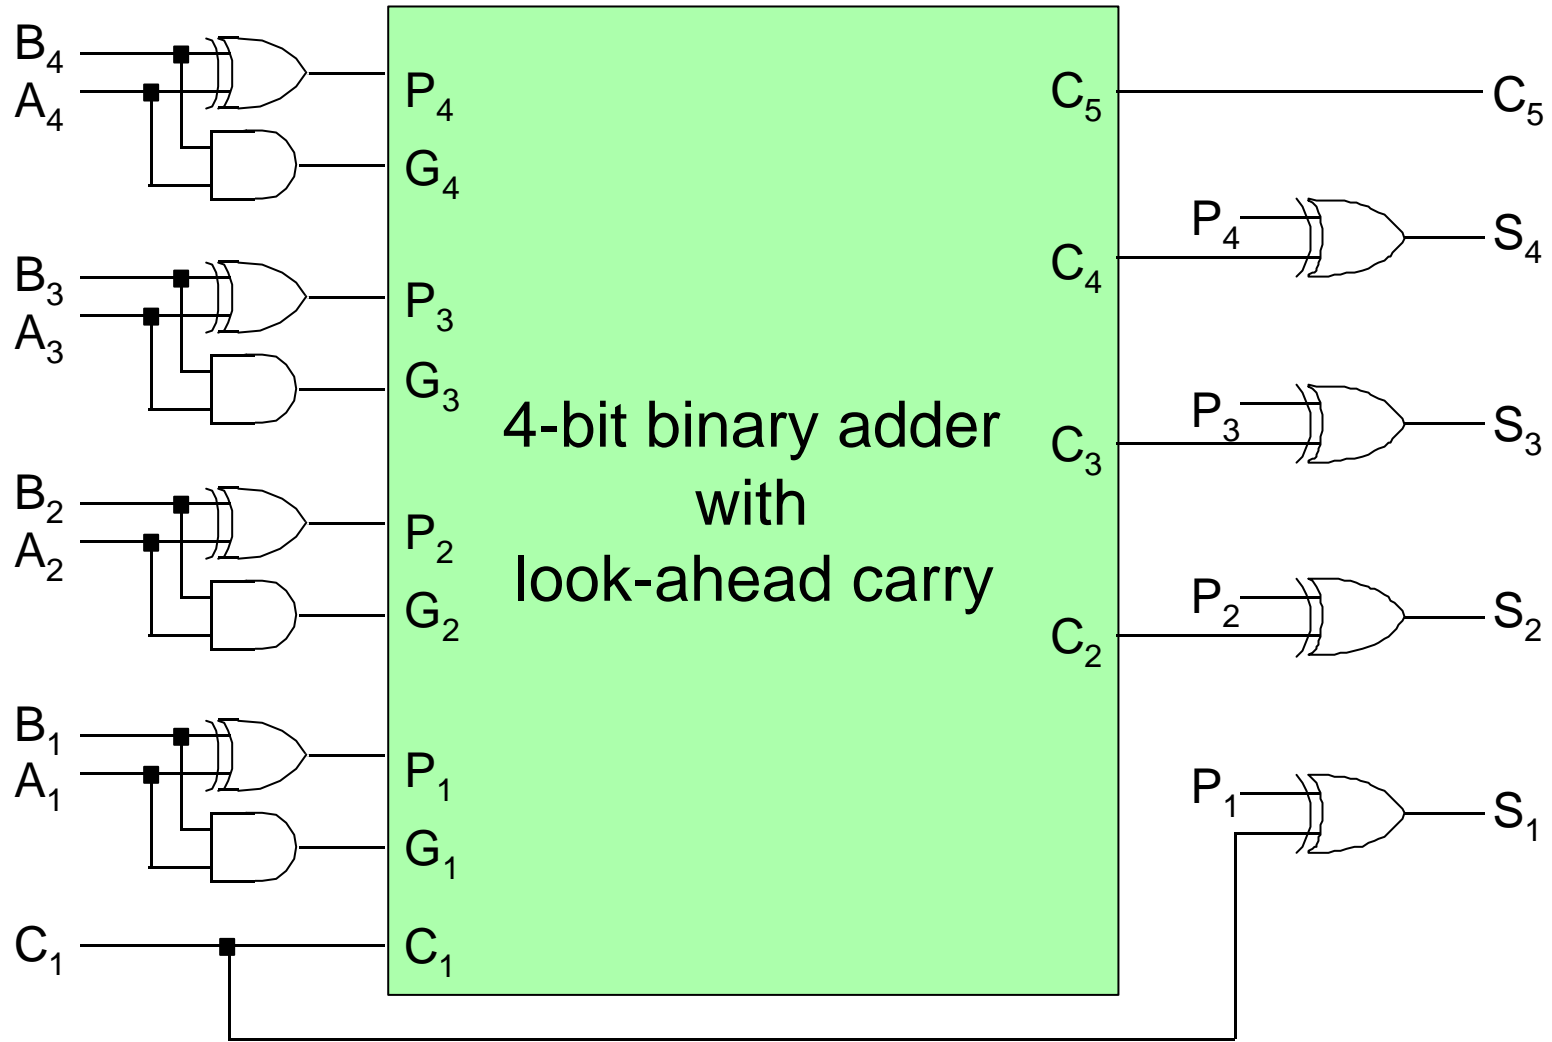 B₄
A₄
P₄
G₄
B₃
A₃
P₃
G₃
B₂
A₂
P₂
G₂
B₁
A₁
P₁
G₁
C₁
C₁
4-bit binary adder
with
look-ahead carry
C₅
C₅
C₄
P₄
S₄
C₃
P₃
S₃
C₂
P₂
S₂
P₁
S₁